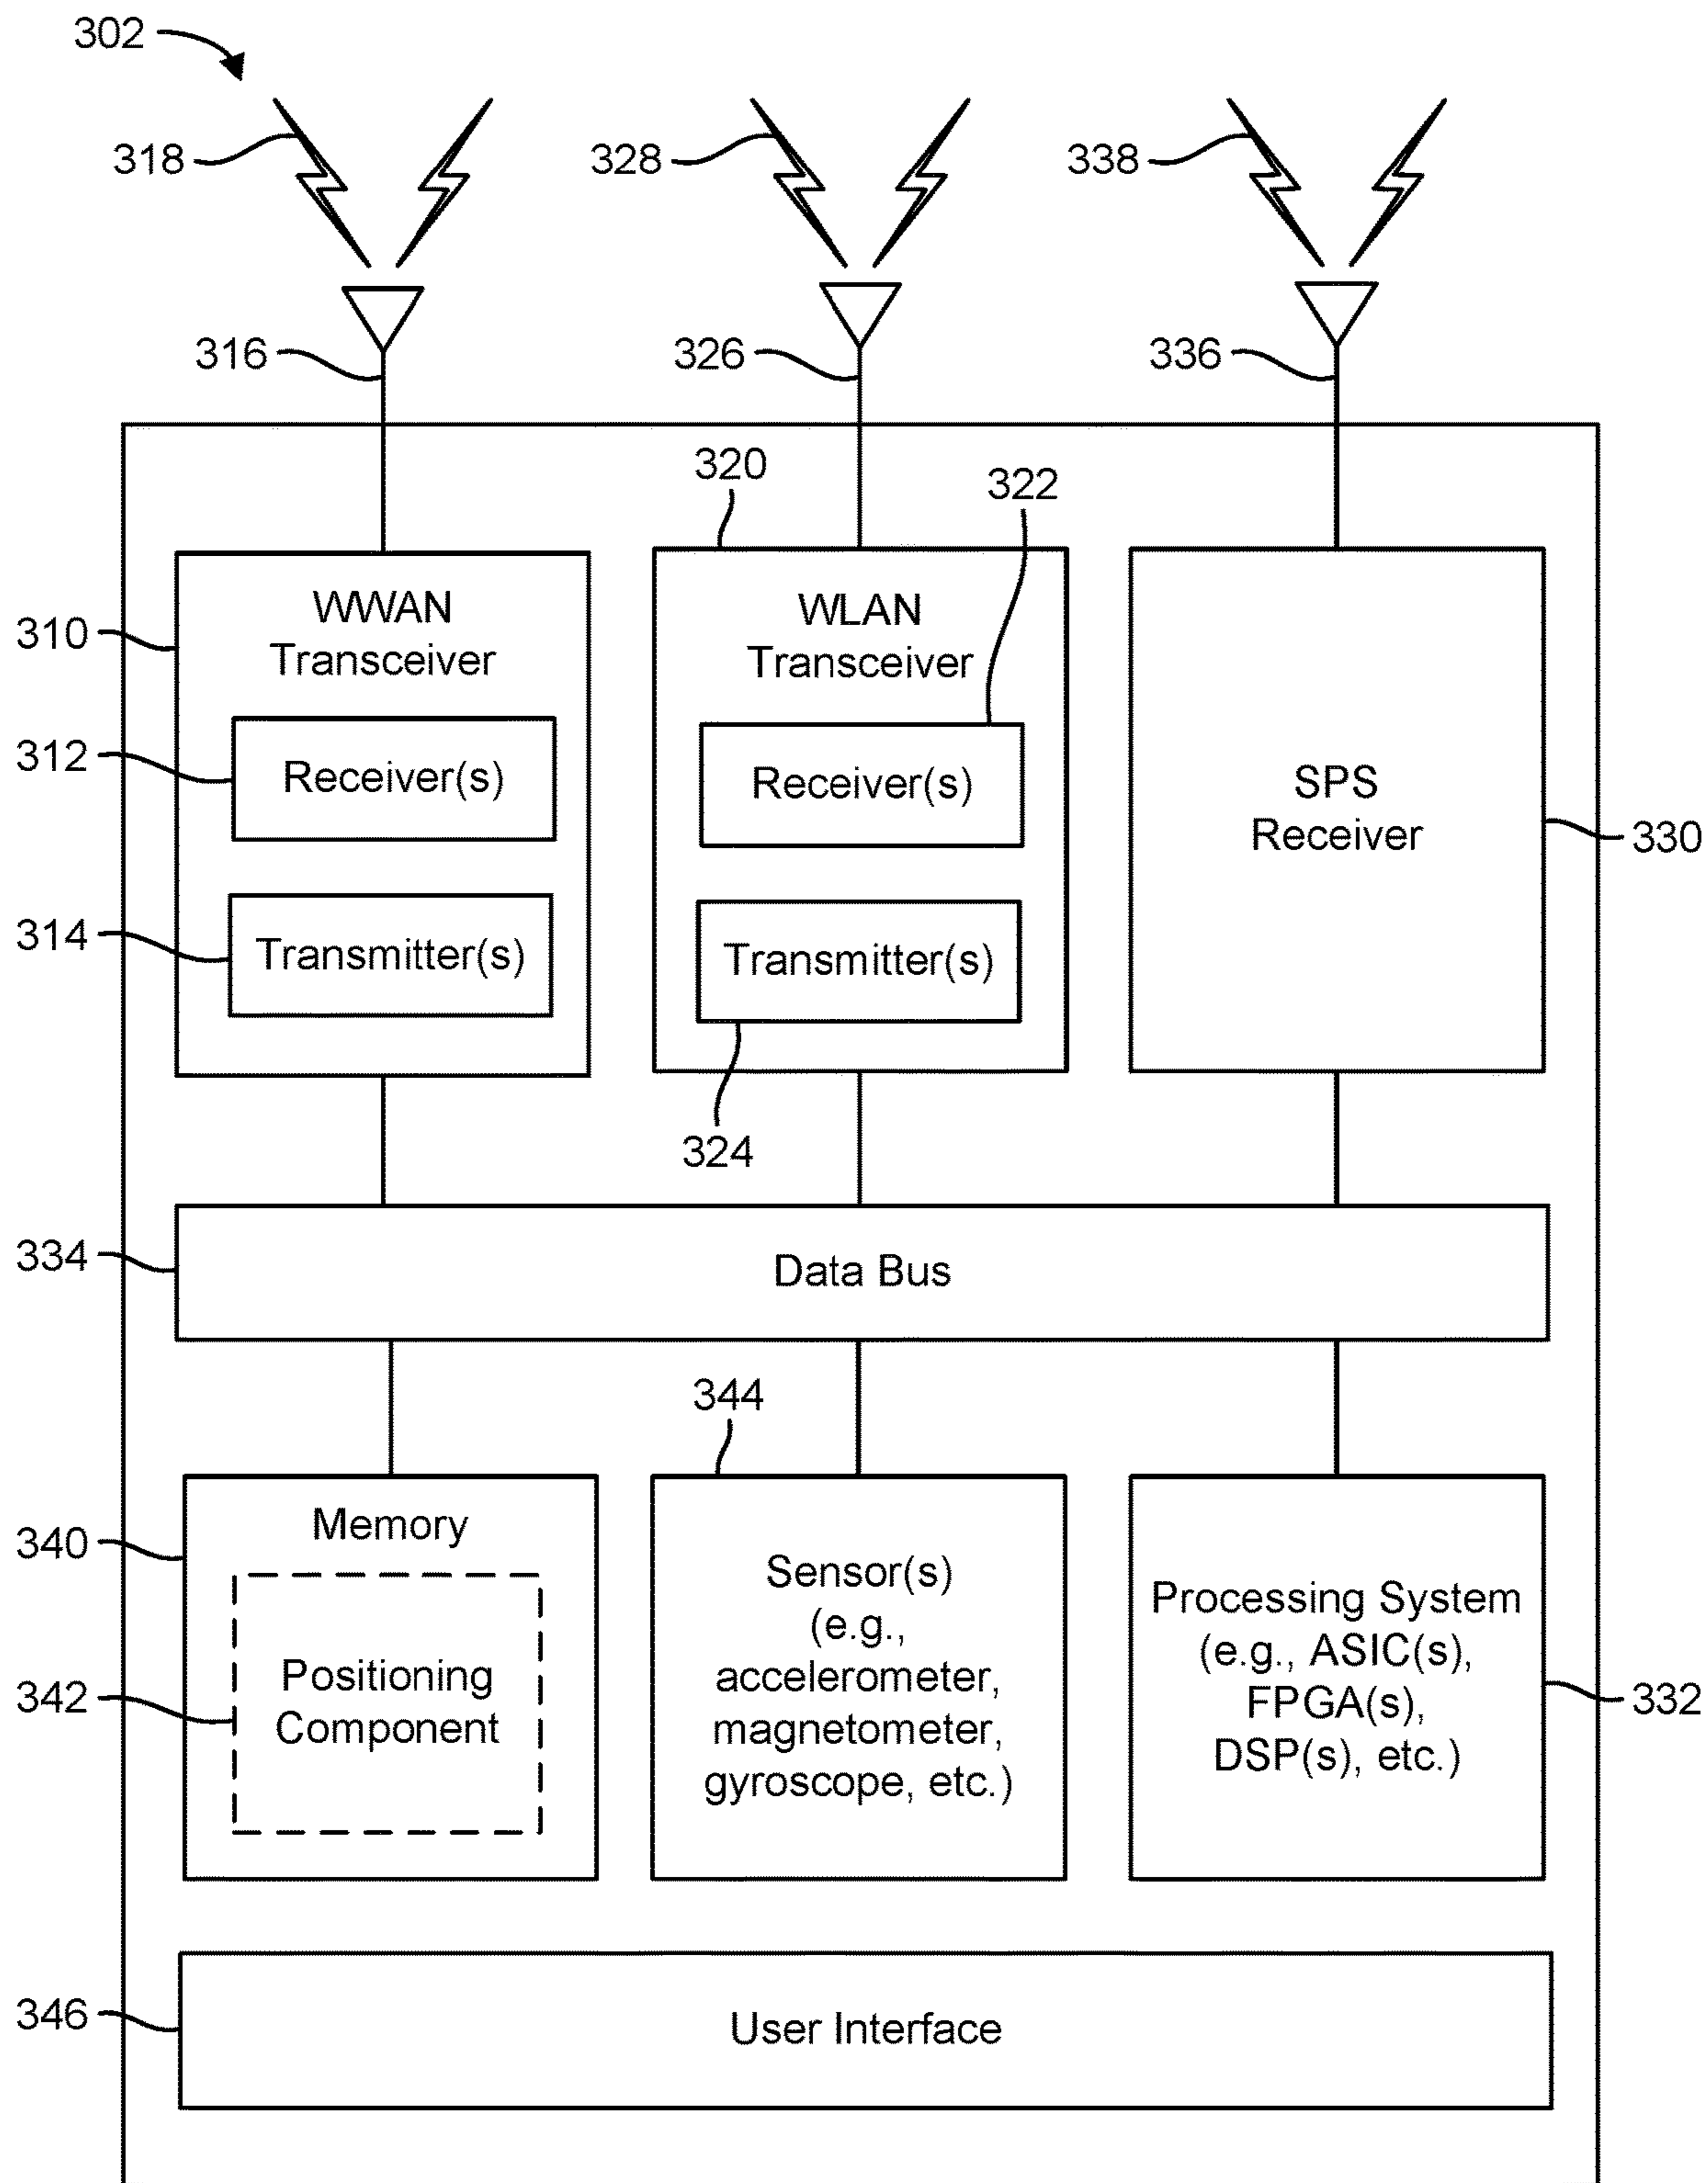 302
318
328
338
316
326
336
320
322
WWAN
Transceiver
310
WLAN
Transceiver
312
Receiver(s)
Receiver(s)
SPS
Receiver
330
314
Transmitter(s)
Transmitter(s)
324
334
Data Bus
344
340
Memory
342
Positioning
Component
Sensor(s)
(e.g.,
accelerometer,
magnetometer,
gyroscope, etc.)
Processing System
(e.g., ASIC(s),
FPGA(s),
DSP(s), etc.)
332
346
User Interface